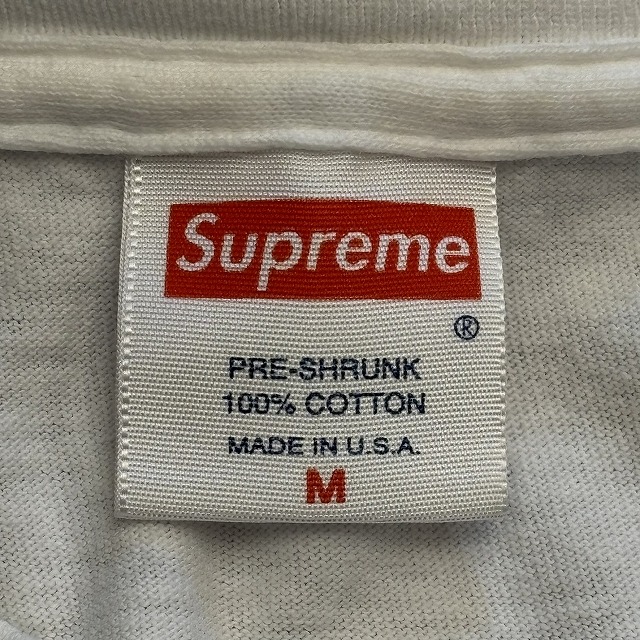 Supreme
®
PRE-SHRUNK
100% COTTON
MADE IN U.S.A.
M